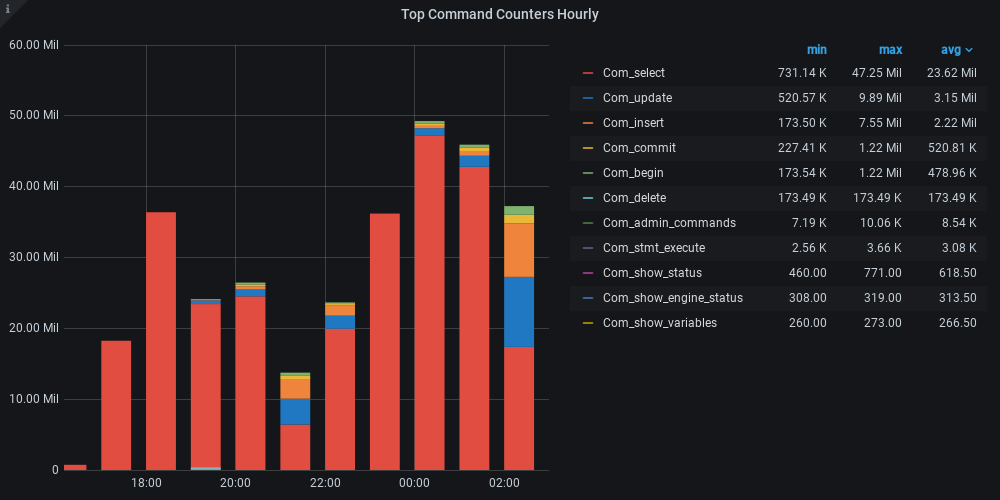 i
Top Command Counters Hourly
60.00 Mil
50.00 Mil
40.00 Mil
30.00 Mil
20.00 Mil
10.00 Mil
0
18:00 20:00 22:00 00:00 02:00
min max avg
Com_select 731.14 K 47.25 Mil 23.62 Mil
Com_update 520.57 K 9.89 Mil 3.15 Mil
Com_insert 173.50 K 7.55 Mil 2.22 Mil
Com_commit 227.41 K 1.22 Mil 520.81 K
Com_begin 173.54 K 1.22 Mil 478.96 K
Com_delete 173.49 K 173.49 K 173.49 K
Com_admin_commands 7.19 K 10.06 K 8.54 K
Com_stmt_execute 2.56 K 3.66 K 3.08 K
Com_show_status 460.00 771.00 618.50
Com_show_engine_status 308.00 319.00 313.50
Com_show_variables 260.00 273.00 266.50